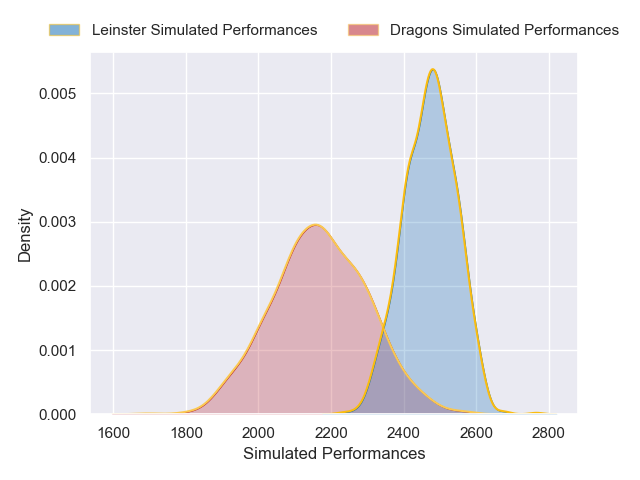 Leinster Simulated Performances Dragons Simulated Performances
0.005
0.004
0.003
0.002
0.001
0.000
Density
1600 1800 2000 2200 2400 2600 2800
Simulated Performances